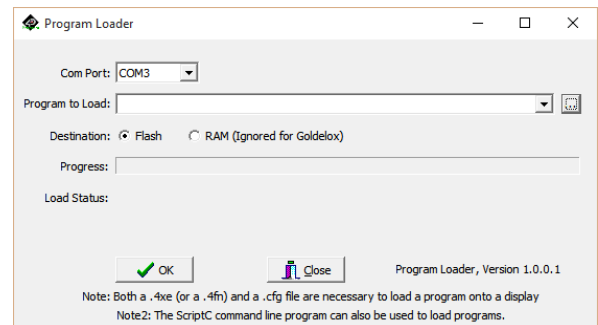 Program Loader
Com Port: COM3
Program to Load:
Destination: Flash RAM (Ignored for Goldelox)
Progress:
Load Status:
OK Close Program Loader, Version 1.0.0.1
Note: Both a .4xe (or a .4fn) and a .cfg file are necessary to load a program onto a display
Note2: The ScriptC command line program can also be used to load programs.